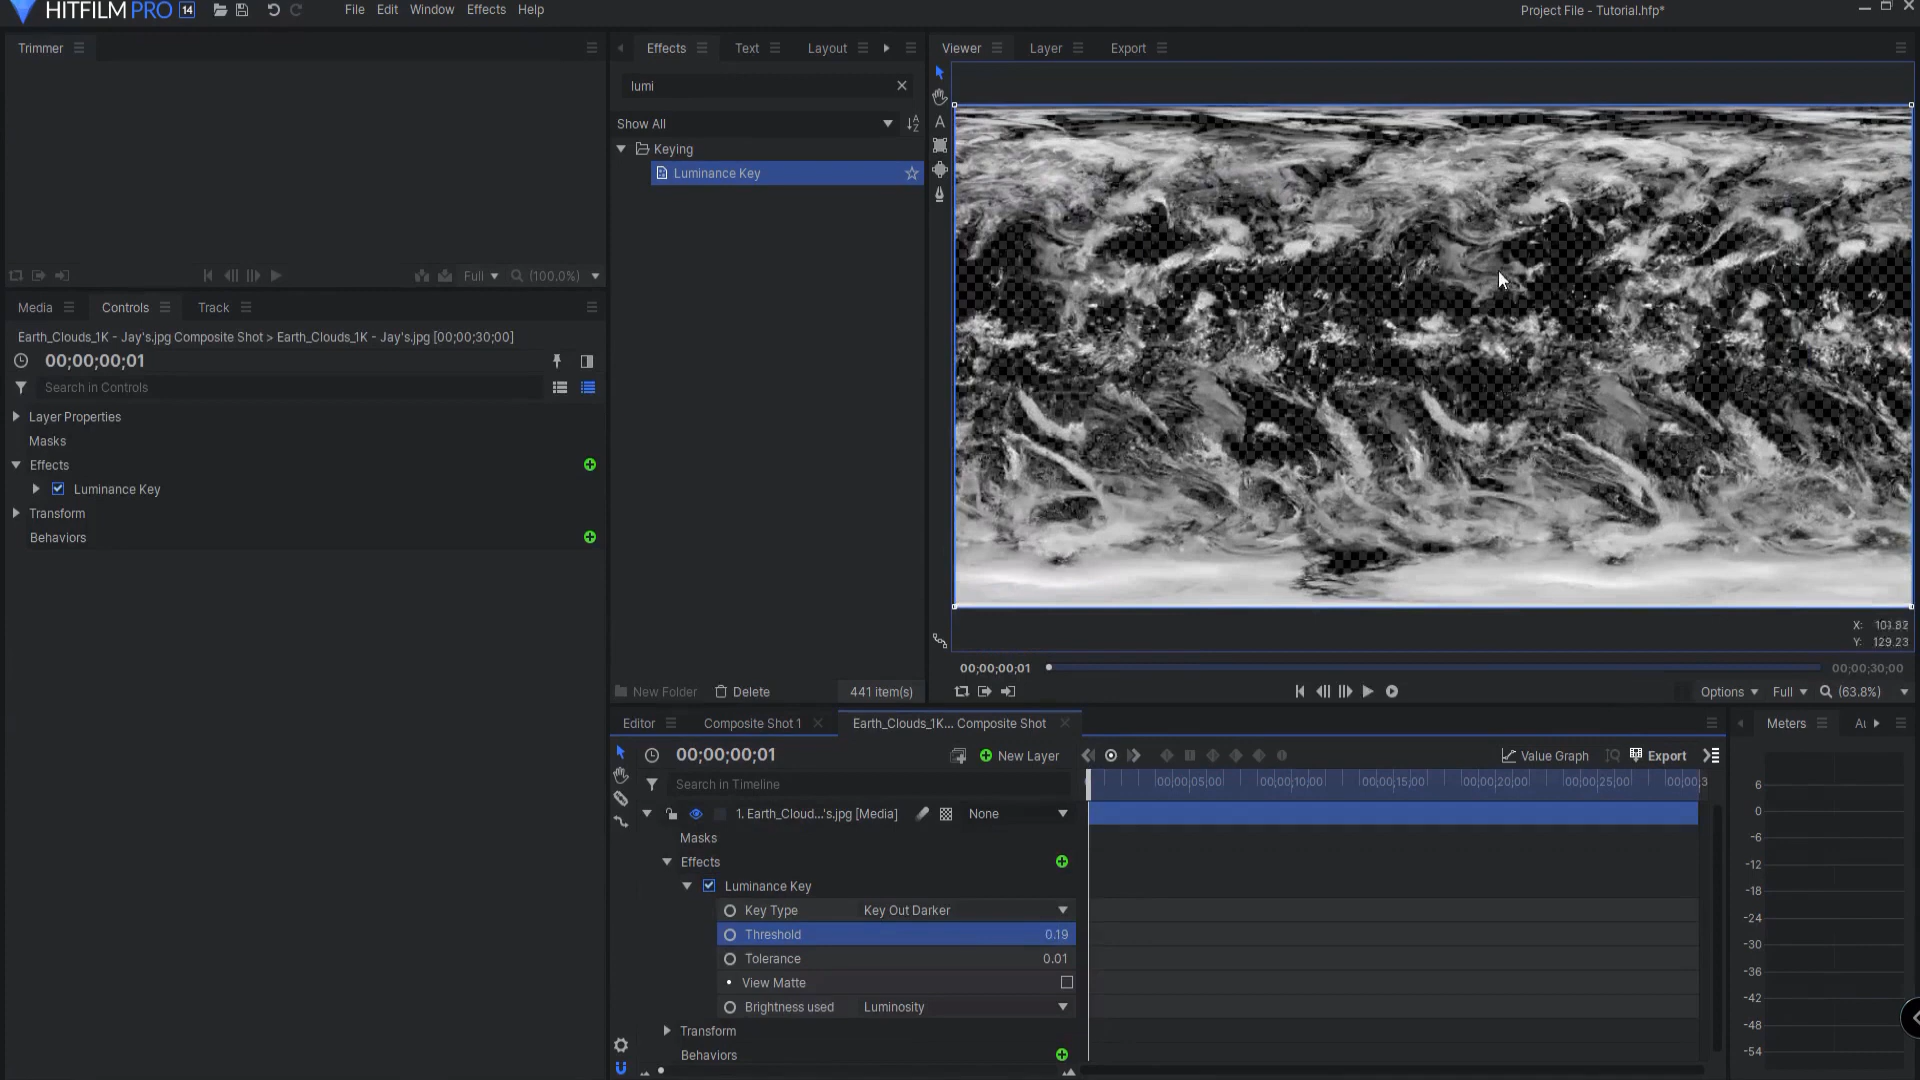 HITFILM PRO 14
File Edit Window Effects Help
Project File - Tutorial.hfp*
Trimmer
Full (100.0%)
Media Controls Track
Earth_Clouds_1K - Jay's.jpg Composite Shot > Earth_Clouds_1K - Jay's.jpg [00;00;30;00]
00;00;00;01
Search in Controls
Layer Properties
Masks
Effects
Luminance Key
Transform
Behaviors
Effects Text Layout
lumi
Show All
Keying
Luminance Key
New Folder Delete 441 item(s)
Viewer Layer Export
A
X:
Y: 129.23
00;00;00;01 00;00;30;00
Options Full (63.8%)
Editor Composite Shot 1 Earth_Clouds_1K... Composite Shot
00;00;00;01 New Layer Value Graph Export
Search in Timeline
00;00;05;00 00;00;10;00 00;00;15;00 00;00;20;00 00;00;25;00 00;00;3
1. Earth_Cloud...'s.jpg [Media] None
Masks
Effects
Luminance Key
Key Type Key Out Darker
Threshold 0.19
Tolerance 0.01
View Matte
Brightness used Luminosity
Transform
Behaviors
Meters Au
6
0
-6
-12
-18
-24
-30
-36
-42
-48
-54